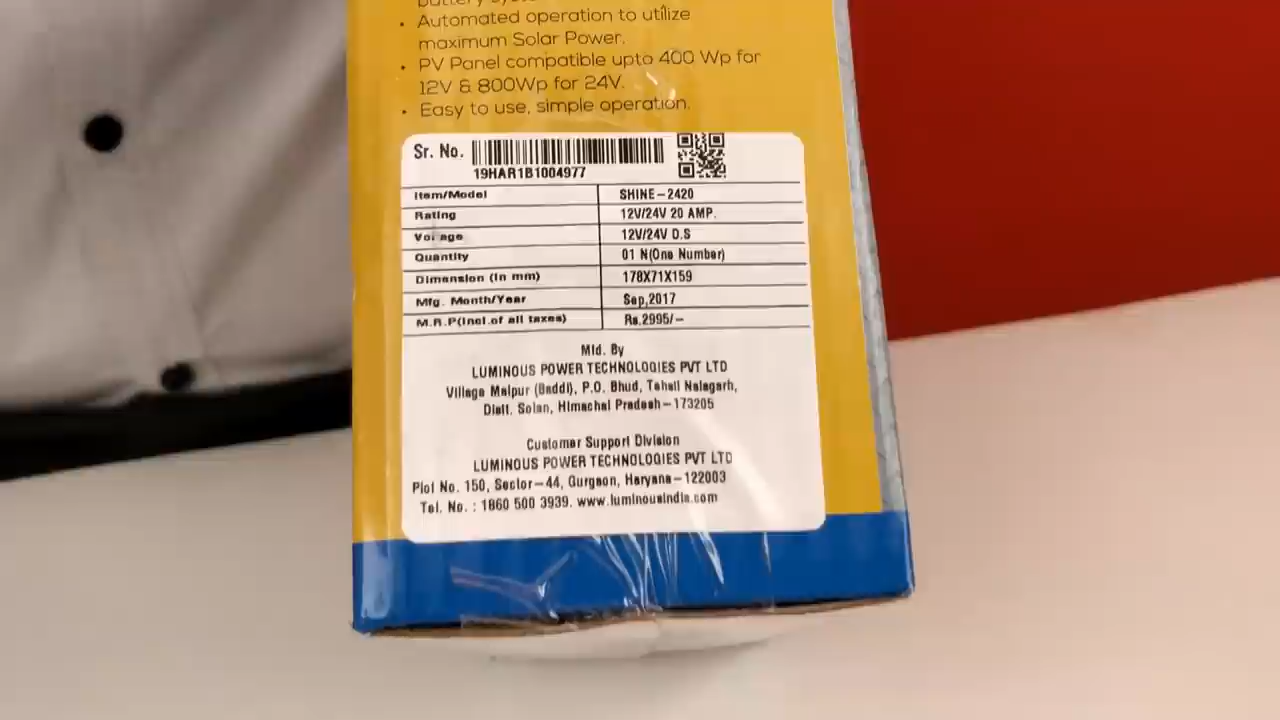 • Automated operation to utilize
maximum Solar Power.
• PV Panel compatible upto 400 Wp for
12V & 800Wp for 24V.
• Easy to use, simple operation.
Sr. No.
19HAR1B1004977
Item/Model SHINE-2420
Rating 12V/24V 20 AMP.
12V/24V D.S
Quantity 01 N(One Number)
Dimension (In mm) 178X71X159
Mfg. Month/Year Sep,2017
M.R.P(Incl.of all taxes) Rs.2995/-
Mfd. By
LUMINOUS POWER TECHNOLOGIES PVT LTD
Village Malpur (Baddi), P.O. Bhud, Tehsil Nalagarh,
Distt. Solan, Himachal Pradesh-173205
Customer Support Division
LUMINOUS POWER TECHNOLOGIES PVT LTD
Plot No. 150, Sector-44, Gurgaon, Haryana-122003
Tel. No. : 1860 500 3939. www.luminousindia.com